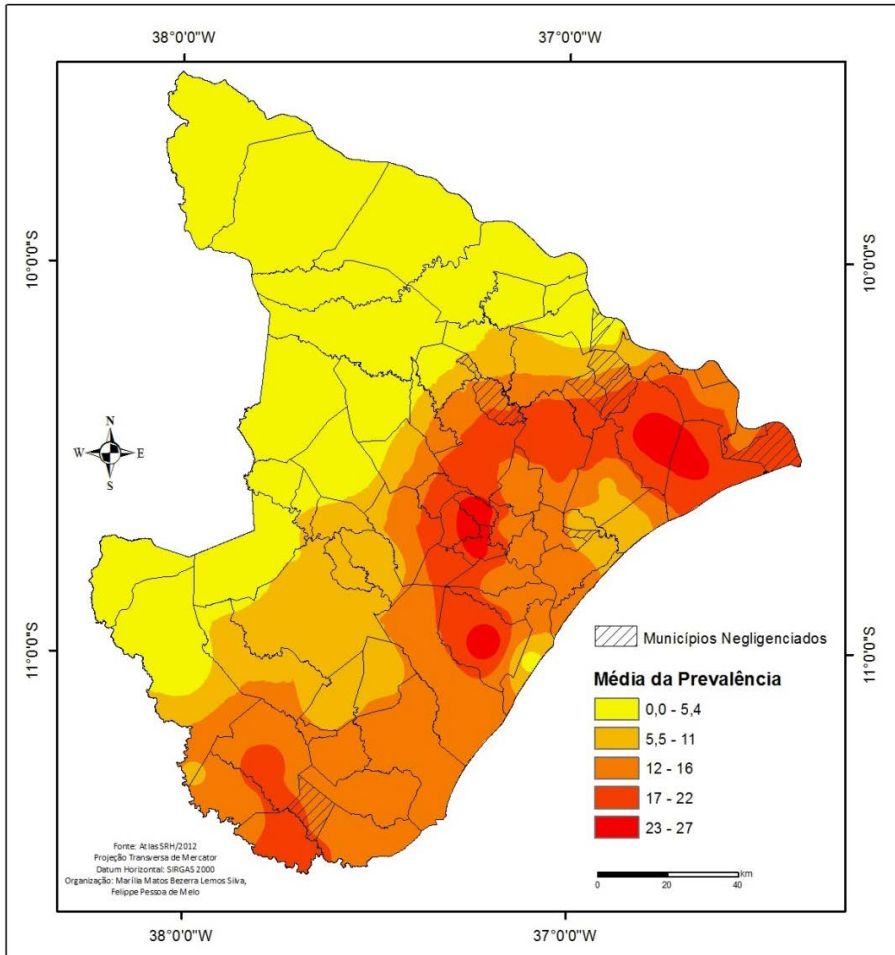 38°0'0"W
37°0'0"W
10°0'0"S
10°0'0"S
N
W
E
S
11°0'0"S
11°0'0"S
Municípios Negligenciados
Média da Prevalência
0,0 - 5,4
5,5 - 11
12 - 16
17 - 22
23 - 27
Fonte: Atlas SRH/2012
Projeção Transversa de Mercator
Datum Horizontal: SIRGAS 2000
Organização: Marília Matos Bezerra Lemos Silva,
Felippe Pessoa de Melo
km
0 20 40
38°0'0"W
37°0'0"W